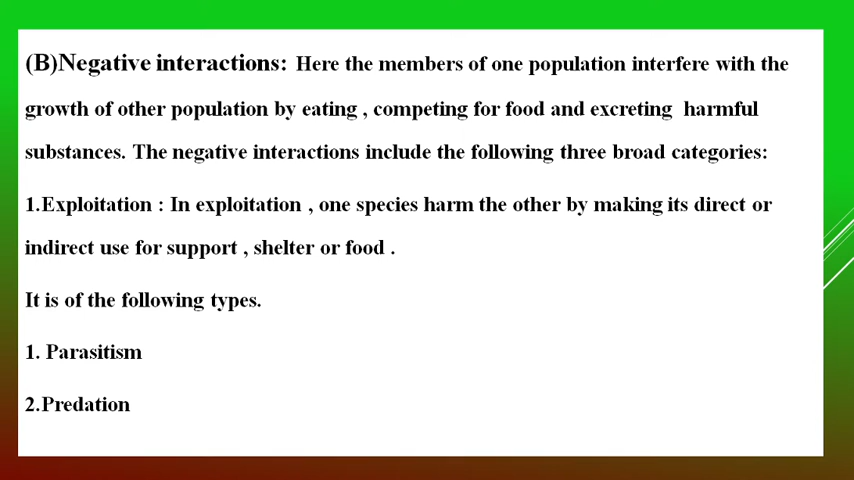 (B)Negative interactions: Here the members of one population interfere with the
growth of other population by eating , competing for food and excreting harmful
substances. The negative interactions include the following three broad categories:
1.Exploitation : In exploitation , one species harm the other by making its direct or
indirect use for support , shelter or food .
It is of the following types.
1. Parasitism
2.Predation